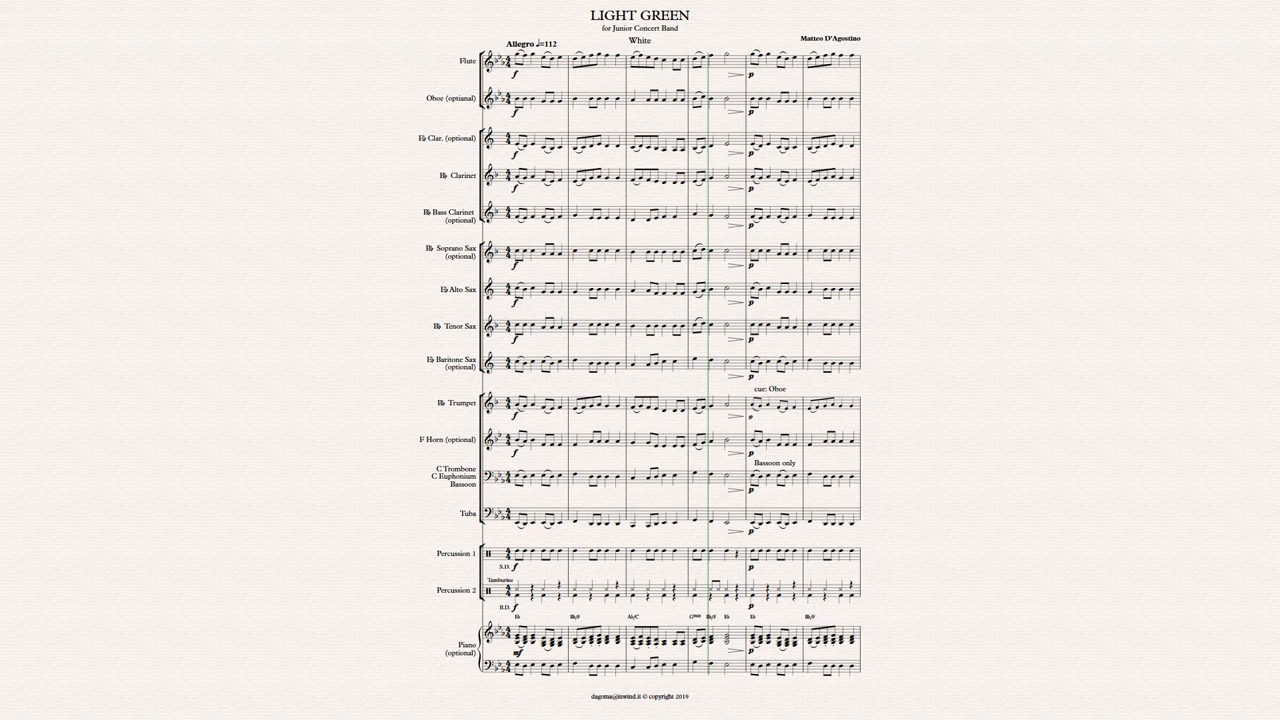 LIGHT GREEN
for Junior Concert Band
White
Allegro ♩=112
Matteo D'Agostino
Flute
Oboe (optianal)
E♭ Clar. (optional)
B♭ Clarinet
B♭ Bass Clarinet
(optional)
B♭ Soprano Sax
(optional)
E♭ Alto Sax
B♭ Tenor Sax
E♭ Baritone Sax
(optional)
cue: Oboe
B♭ Trumpet
F Horn (optional)
Bassoon only
C Trombone
C Euphonium
Bassoon
Tuba
Percussion 1
S.D.
Tamburine
Percussion 2
B.D.
E♭ B♭/F A♭/C B♭/F E♭ E♭ B♭/F
Piano
(optional)
mf
dagoma@inwind.it © copyright 2019